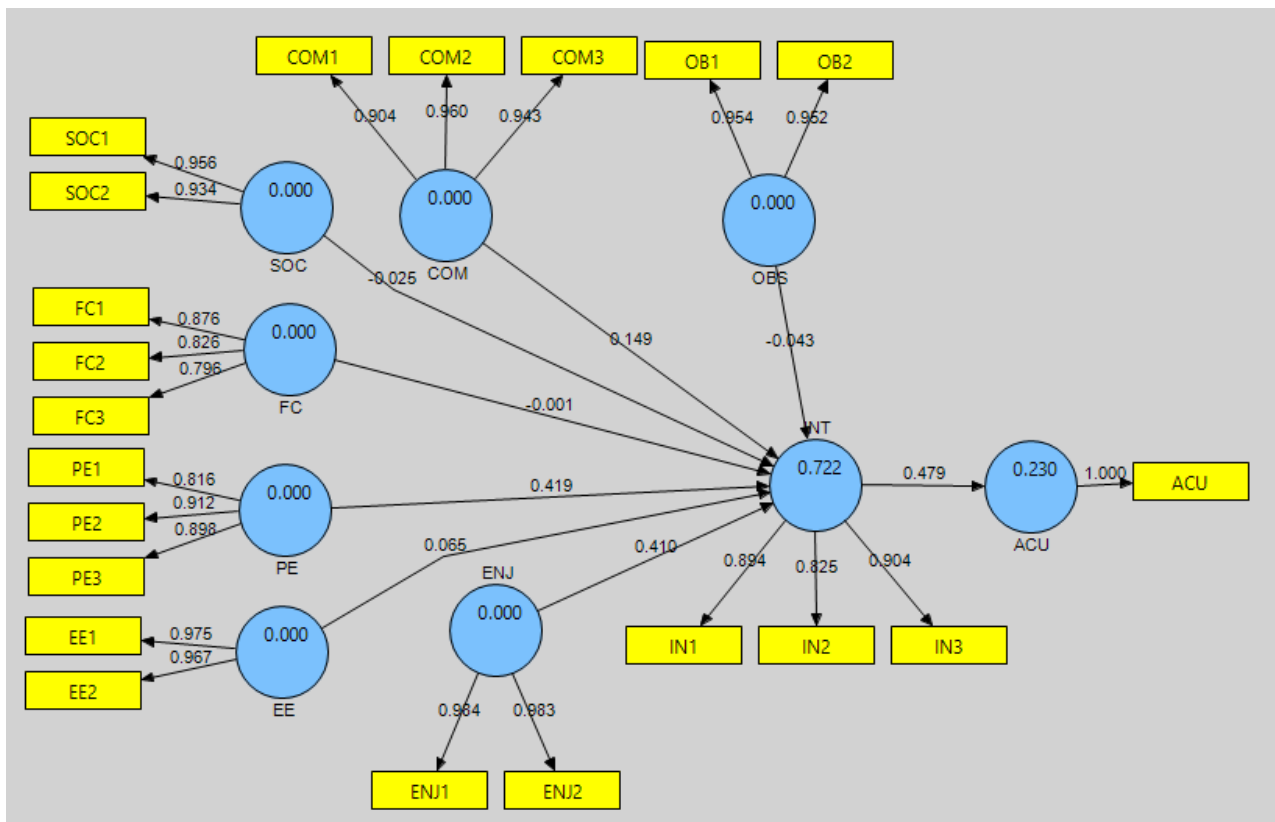 COM1
COM2
COM3
OB1
OB2
0.904
0.960
0.943
0.954
0.952
SOC1
SOC2
0.956
0.934
0.000
SOC
0.000
COM
0.000
OBS
-0.025
0.149
-0.043
FC1
FC2
FC3
0.876
0.826
0.796
0.000
FC
-0.001
PE1
PE2
PE3
0.816
0.912
0.898
0.000
PE
0.419
INT
0.722
0.479
0.230
ACU
1.000
ACU
EE1
EE2
0.975
0.967
0.000
EE
0.065
ENJ
0.000
0.410
0.984
0.983
ENJ1
ENJ2
0.894
0.825
0.904
IN1
IN2
IN3